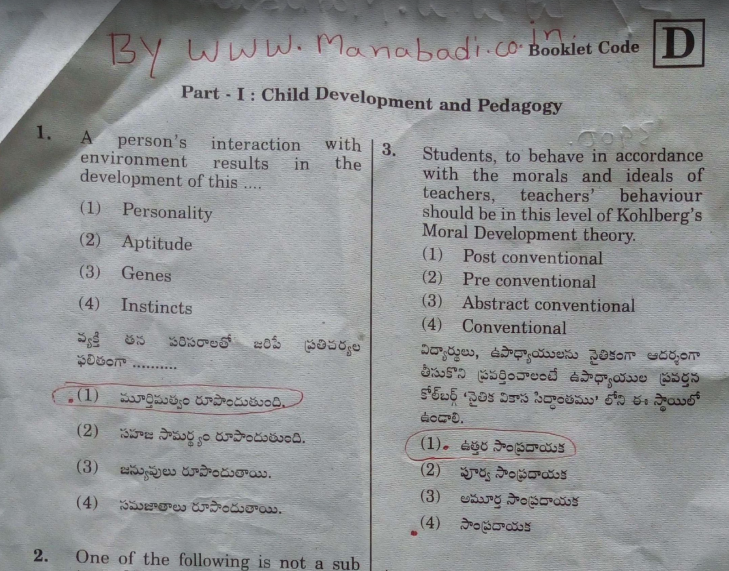 By www.Manabadi.co.in.
Booklet Code D
Part - I : Child Development and Pedagogy
1. A person's interaction with
environment results in the
development of this ....
(1) Personality
(2) Aptitude
(3) Genes
(4) Instincts
వ్యక్తి తన పరిసరాలతో జరిపే ప్రతిచర్యల
ఫలితంగా ..........
(1) మూర్తిమత్వం రూపొందుతుంది.
(2) సహజ సామర్థ్యం రూపొందుతుంది.
(3) జన్యువులు రూపొందుతాయి.
(4) సహజాతాలు రూపొందుతాయి.
2. One of the following is not a sub
3. Students, to behave in accordance
with the morals and ideals of
teachers, teachers' behaviour
should be in this level of Kohlberg's
Moral Development theory.
(1) Post conventional
(2) Pre conventional
(3) Abstract conventional
(4) Conventional
విద్యార్థులు, ఉపాధ్యాయులను నైతికంగా ఆదర్శంగా
తీసుకొని ప్రవర్తించాలంటే ఉపాధ్యాయుల ప్రవర్తన
కోల్‌బర్గ్ 'నైతిక వికాస సిద్ధాంతము' లోని ఈ స్థాయిలో
ఉండాలి.
(1) ఉత్తర సాంప్రదాయక
(2) పూర్వ సాంప్రదాయక
(3) అమూర్త సాంప్రదాయక
(4) సాంప్రదాయక